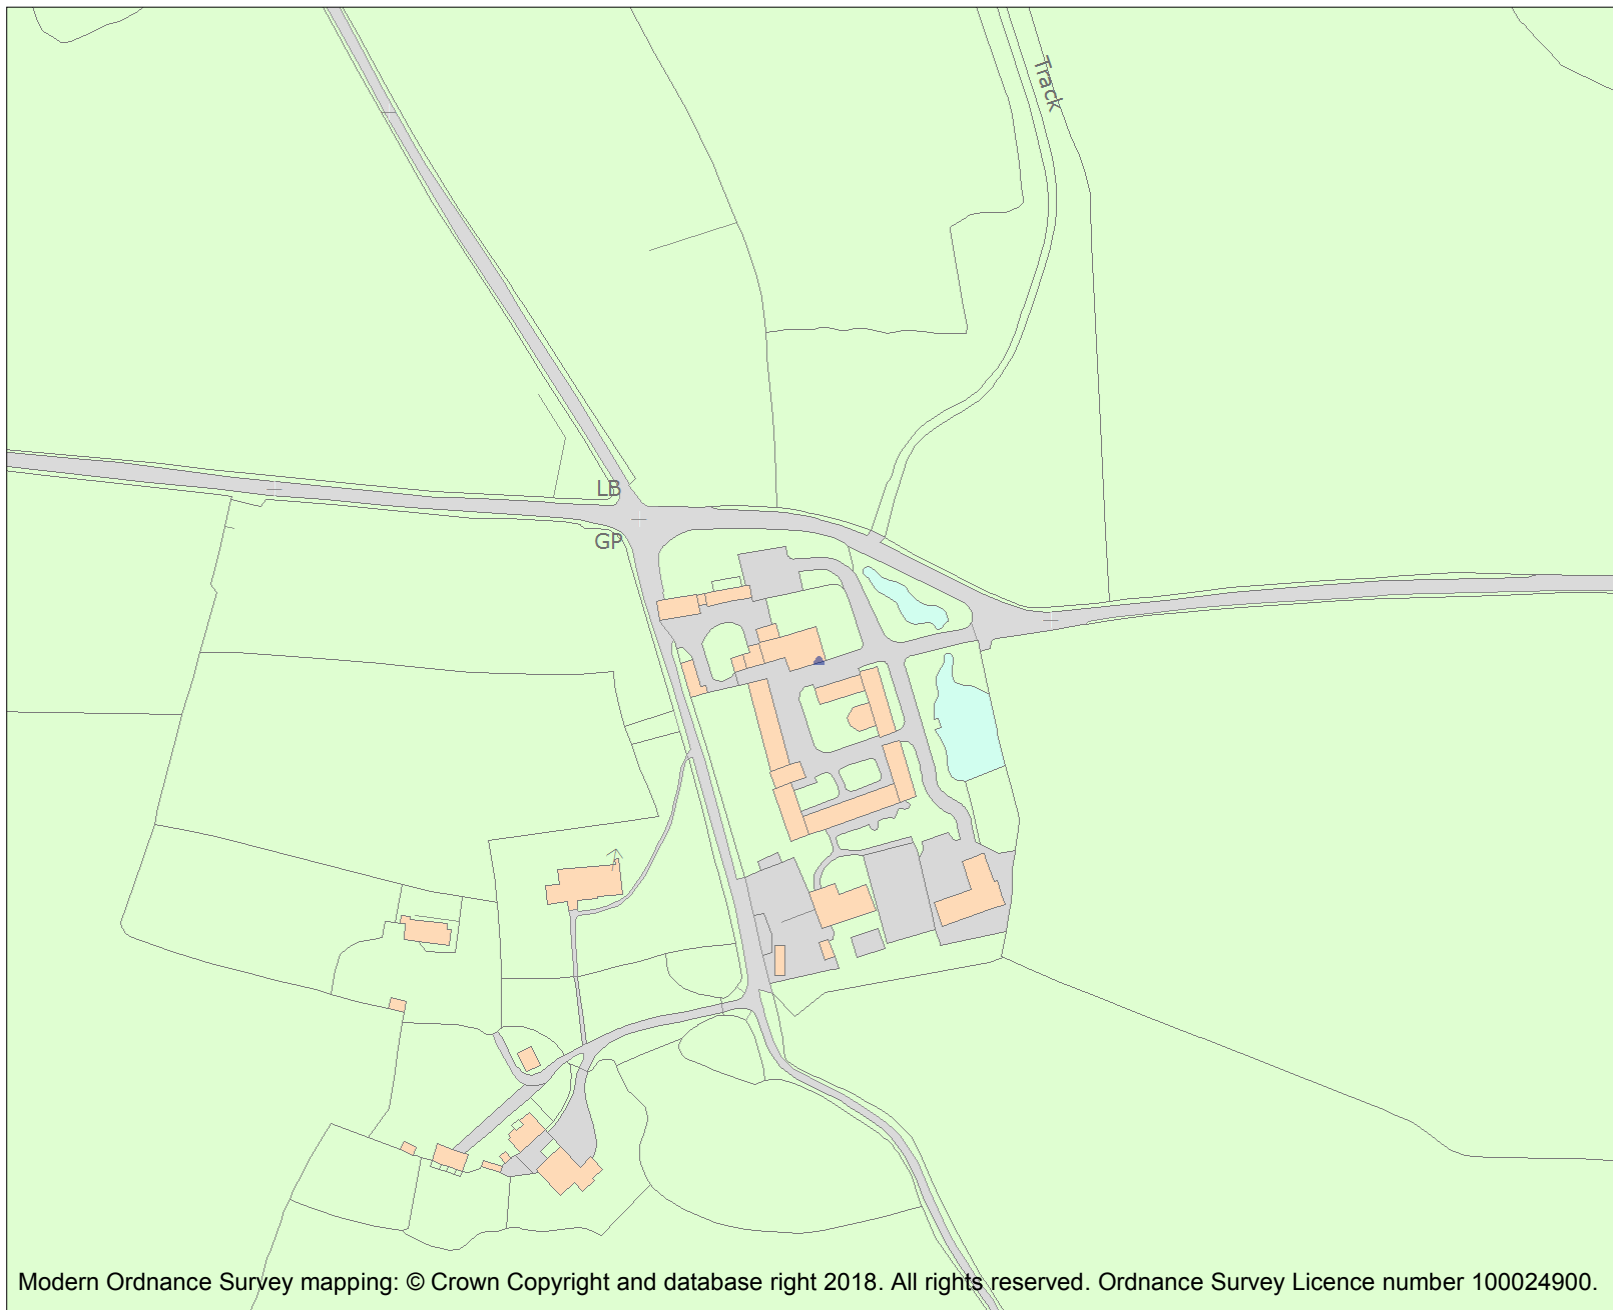 Track
LB
GP
Modern Ordnance Survey mapping: © Crown Copyright and database right 2018. All rights reserved. Ordnance Survey Licence number 100024900.